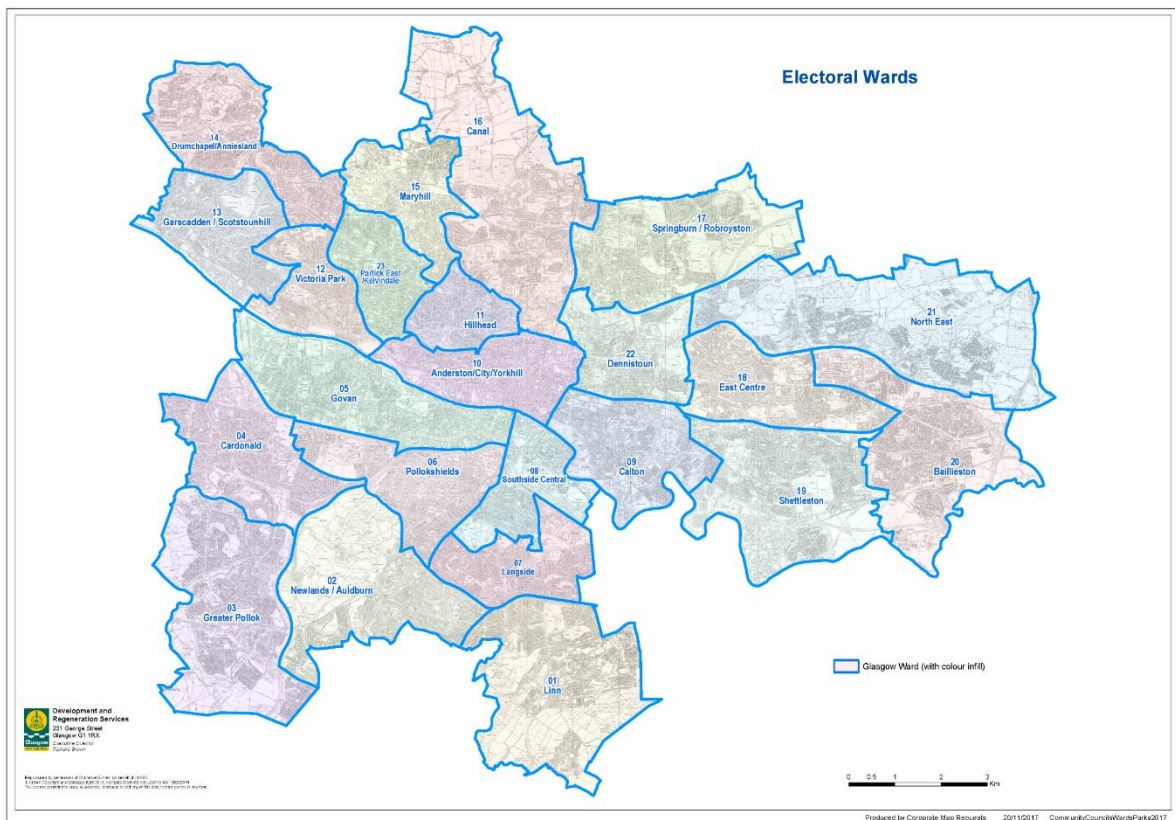 Electoral Wards
16
Canal
14
Drumchapel/Anniesland
15
Maryhill
13
Garscadden / Scotstounhill
17
Springburn / Robroyston
23
Partick East
/Kelvindale
12
Victoria Park
11
Hillhead
21
North East
22
Dennistoun
10
Anderston/City/Yorkhill
18
East Centre
05
Govan
04
Cardonald
06
Pollokshields
08
Southside Central
09
Calton
20
Baillieston
19
Shettleston
07
Langside
02
Newlands / Auldburn
03
Greater Pollok
01
Linn
Glasgow Ward (with colour infill)
Development and
Regeneration Services
231 George Street
Glasgow G1 1RX
Executive Director
Richard Brown
Glasgow
0 0.5 1 2 3
Km
Produced by Corporate Map Requests 20/11/2017 CommunityCouncilsWardsParks2017